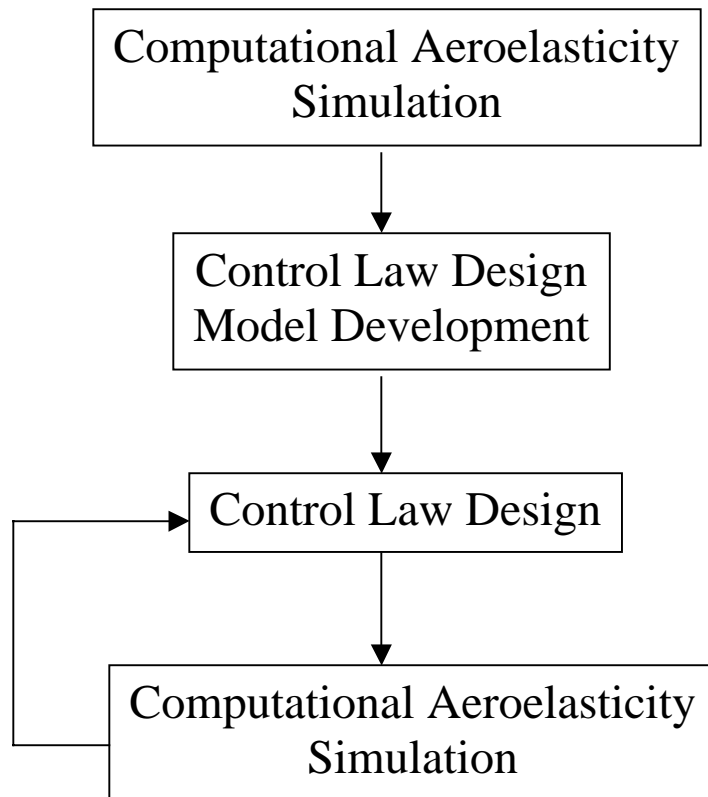 Computational Aeroelasticity
Simulation
Control Law Design
Model Development
Control Law Design
Computational Aeroelasticity
Simulation